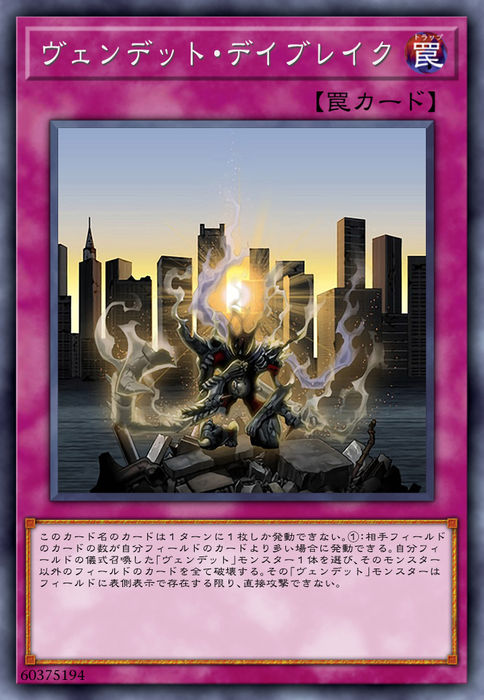 ヴェンデット・デイブレイク
トラップ
罠
【罠カード】
このカード名のカードは１ターンに１枚しか発動できない。①：相手フィールド
のカードの数が自分フィールドのカードより多い場合に発動できる。自分フィ
ールドの儀式召喚した「ヴェンデット」モンスター１体を選び、そのモンスター
以外のフィールドのカードを全て破壊する。その「ヴェンデット」モンスターは
フィールドに表側表示で存在する限り、直接攻撃できない。
60375194